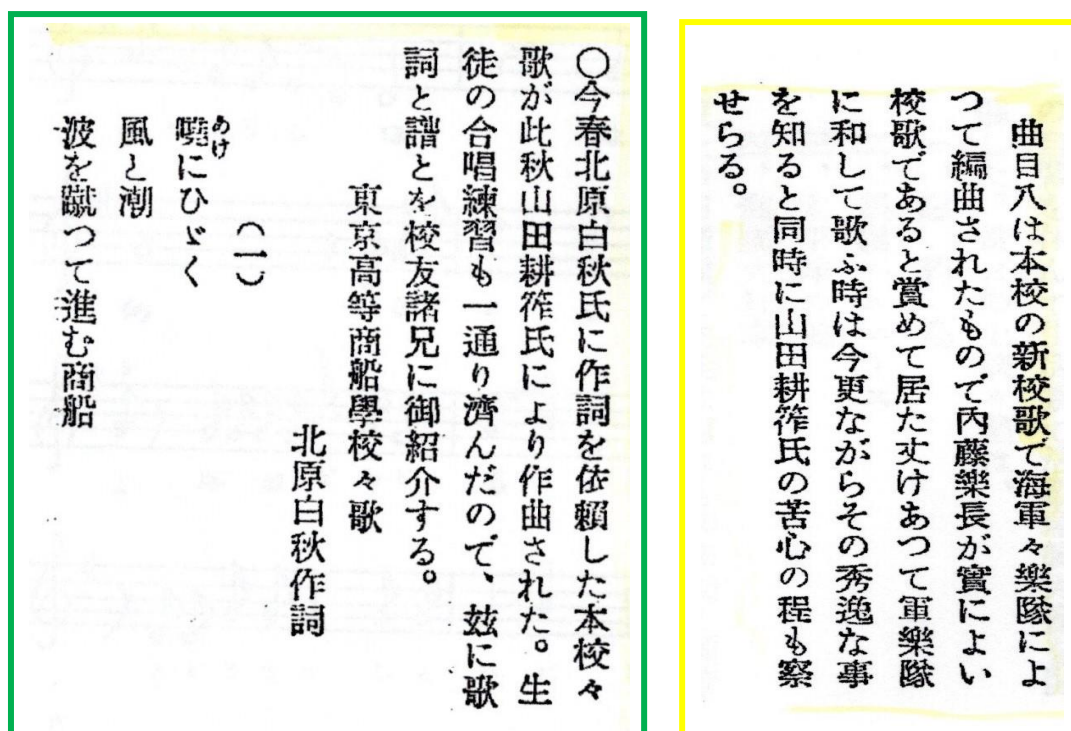 〇今春北原白秋氏に作詞を依頼した本校々
歌が此秋山田耕筰氏により作曲された。生
徒の合唱練習も一通り濟んだので、玆に歌
詞と譜とを校友諸兄に御紹介する。
東京高等商船學校々歌
北原白秋作詞
(一)
曉にひゞく
あけ
風と潮
波を蹴つて進む商船
曲目八は本校の新校歌で海軍々樂隊によ
つて編曲されたもので內藤樂長が實によい
校歌であると賞めて居た丈けあつて軍樂隊
に和して歌ふ時は今更ながらその秀逸な事
を知ると同時に山田耕筰氏の苦心の程も察
せらる。